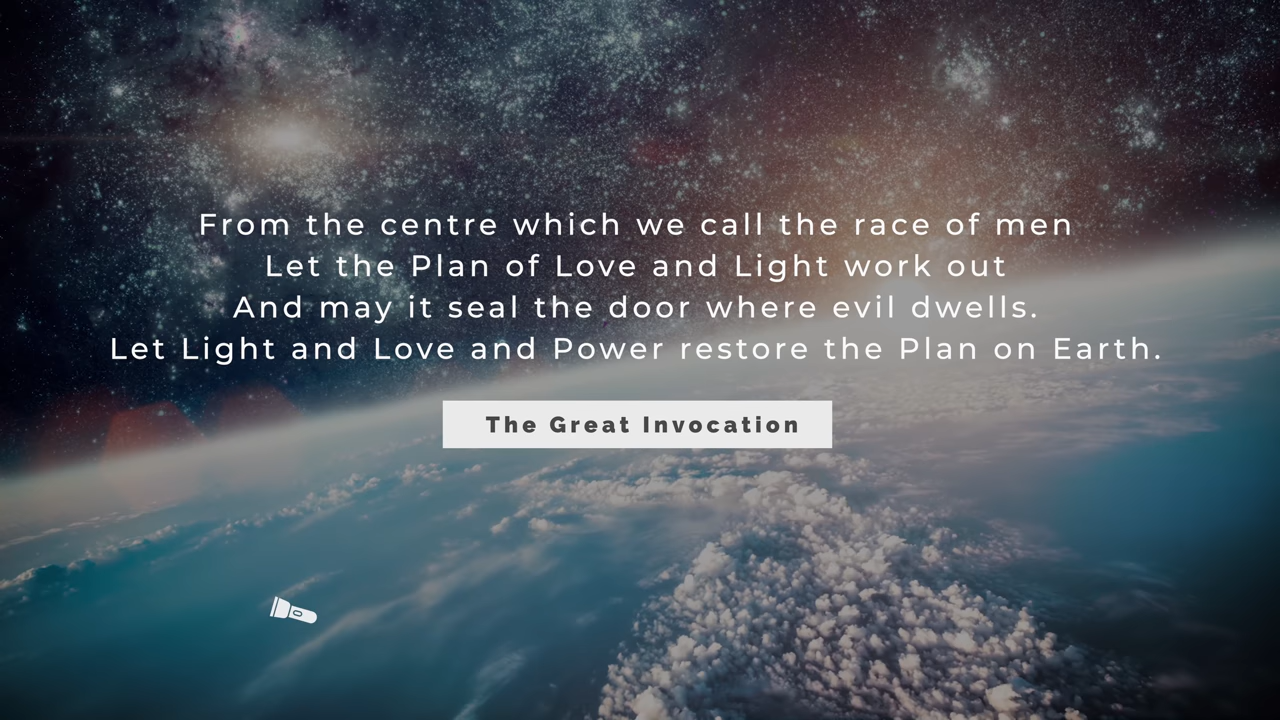 From the centre which we call the race of men
Let the Plan of Love and Light work out
And may it seal the door where evil dwells.
Let Light and Love and Power restore the Plan on Earth.
The Great Invocation